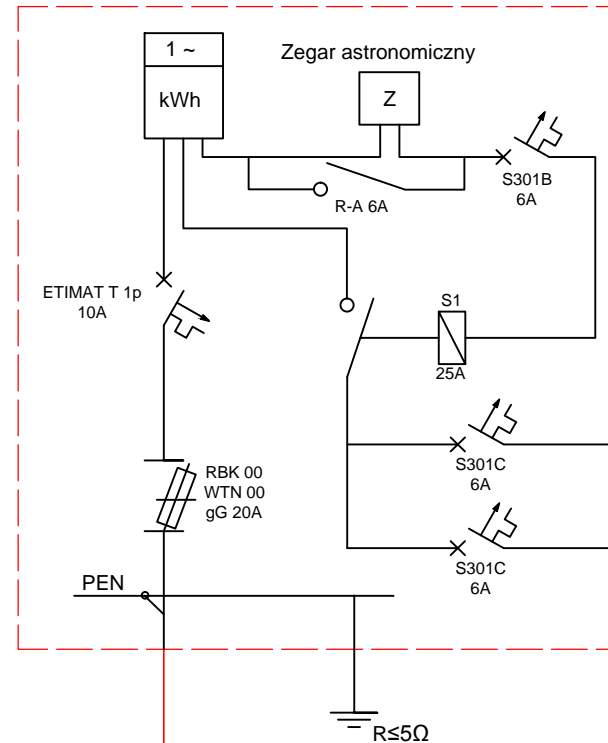 1 ~
kWh
Zegar astronomiczny
Z
R-A 6A
S301B
6A
ETIMAT T 1p
10A
S1
25A
S301C
6A
RBK 00
WTN 00
gG 20A
S301C
6A
PEN
R≤5Ω